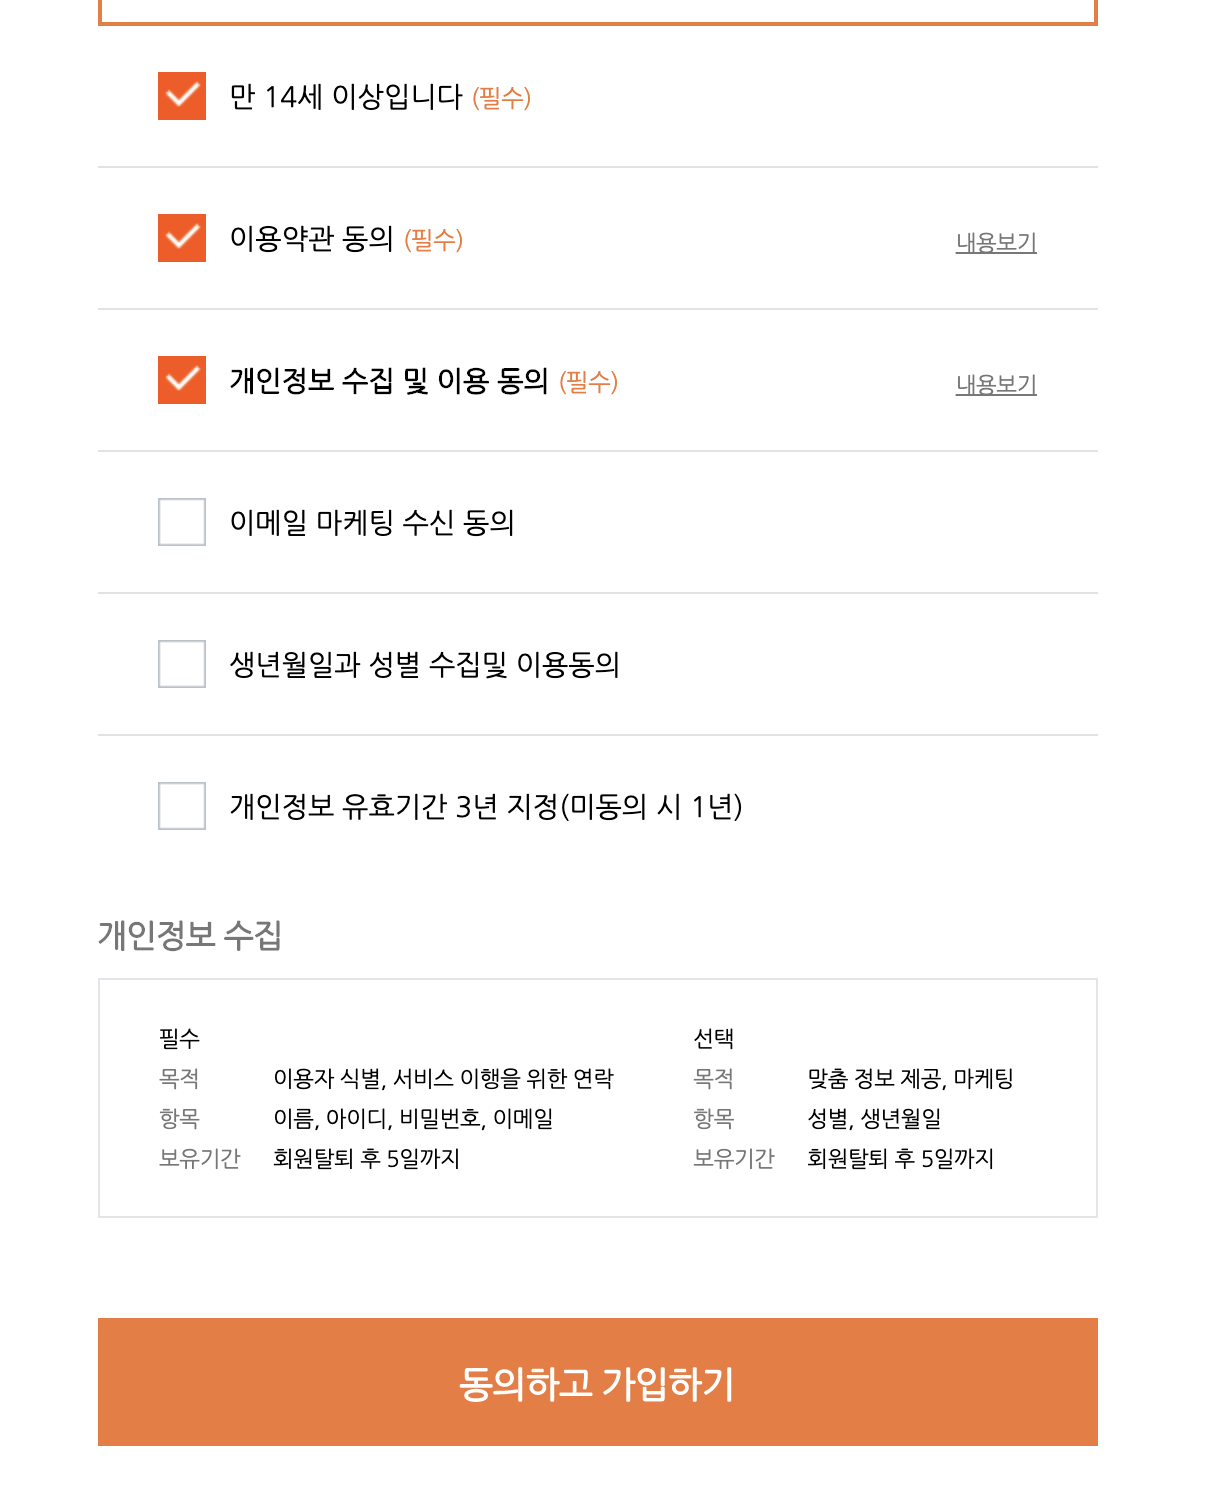 만 14세 이상입니다 (필수)
이용약관 동의 (필수) 내용보기
개인정보 수집 및 이용 동의 (필수) 내용보기
이메일 마케팅 수신 동의
생년월일과 성별 수집및 이용동의
개인정보 유효기간 3년 지정(미동의 시 1년)
개인정보 수집
필수
목적 이용자 식별, 서비스 이행을 위한 연락
항목 이름, 아이디, 비밀번호, 이메일
보유기간 회원탈퇴 후 5일까지
선택
목적 맞춤 정보 제공, 마케팅
항목 성별, 생년월일
보유기간 회원탈퇴 후 5일까지
동의하고 가입하기